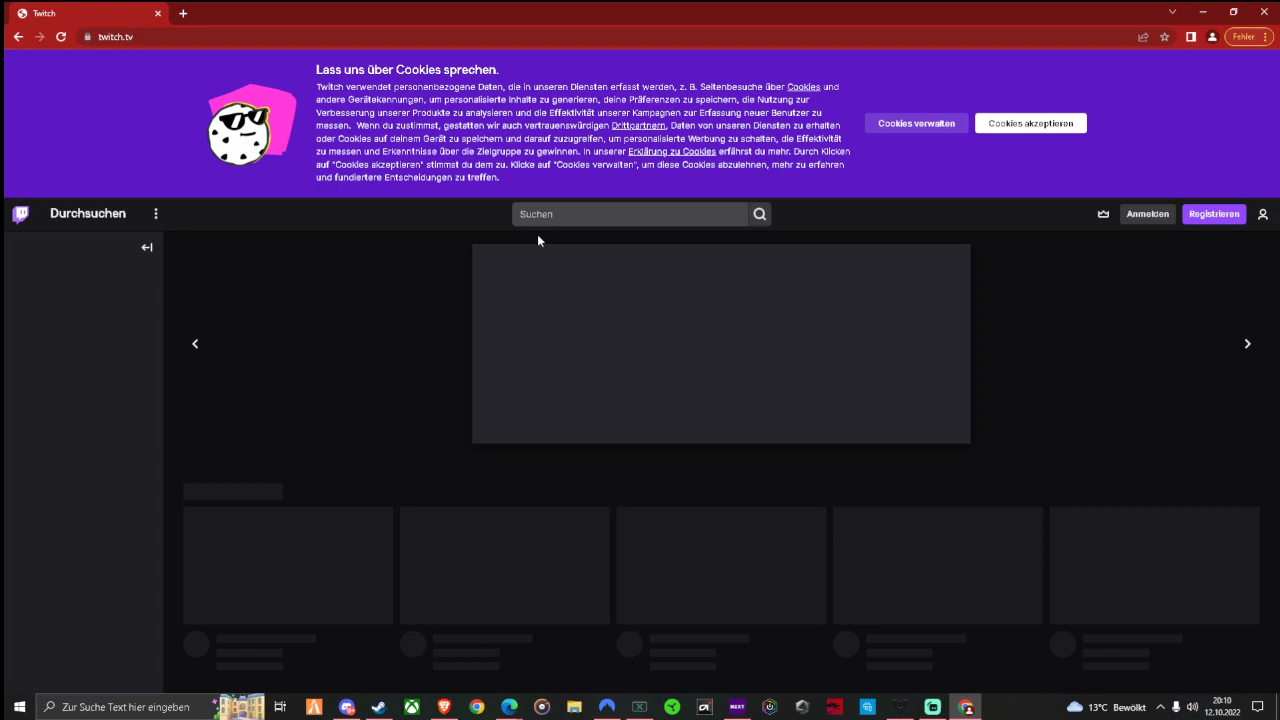 Twitch
twitch.tv
Fehler
Lass uns über Cookies sprechen.
Twitch verwendet personenbezogene Daten, die in unseren Diensten erfasst werden, z. B. Seitenbesuche über Cookies und
andere Gerätekennungen, um personalisierte Inhalte zu generieren, deine Präferenzen zu speichern, die Nutzung zur
Verbesserung unserer Produkte zu analysieren und die Effektivität unserer Kampagnen zur Erfassung neuer Benutzer zu
messen. Wenn du zustimmst, gestatten wir auch vertrauenswürdigen Drittpartnern, Daten von unseren Diensten zu erhalten
oder Cookies auf deinem Gerät zu speichern und darauf zuzugreifen, um personalisierte Werbung zu schalten, die Effektivität
zu messen und Erkenntnisse über die Zielgruppe zu gewinnen. In unserer Erklärung zu Cookies erfährst du mehr. Durch Klicken
auf "Cookies akzeptieren" stimmst du dem zu. Klicke auf "Cookies verwalten", um diese Cookies abzulehnen, mehr zu erfahren
und fundiertere Entscheidungen zu treffen.
Cookies verwalten
Cookies akzeptieren
Durchsuchen
Suchen
Anmelden
Registrieren
Zur Suche Text hier eingeben
NEXT
13°C Bewölkt
20:10
12.10.2022